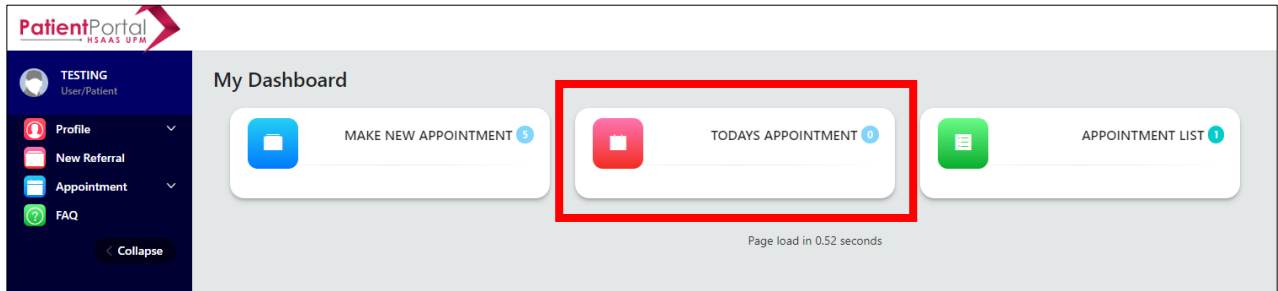 PatientPortal
HSAAS UPM
TESTING
User/Patient
Profile
New Referral
Appointment
FAQ
Collapse
My Dashboard
MAKE NEW APPOINTMENT 5
TODAYS APPOINTMENT 0
APPOINTMENT LIST 1
Page load in 0.52 seconds